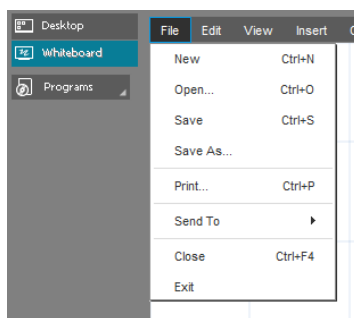 Desktop
Whiteboard
Programs
File Edit View Insert
New Ctrl+N
Open... Ctrl+O
Save Ctrl+S
Save As...
Print... Ctrl+P
Send To
Close Ctrl+F4
Exit